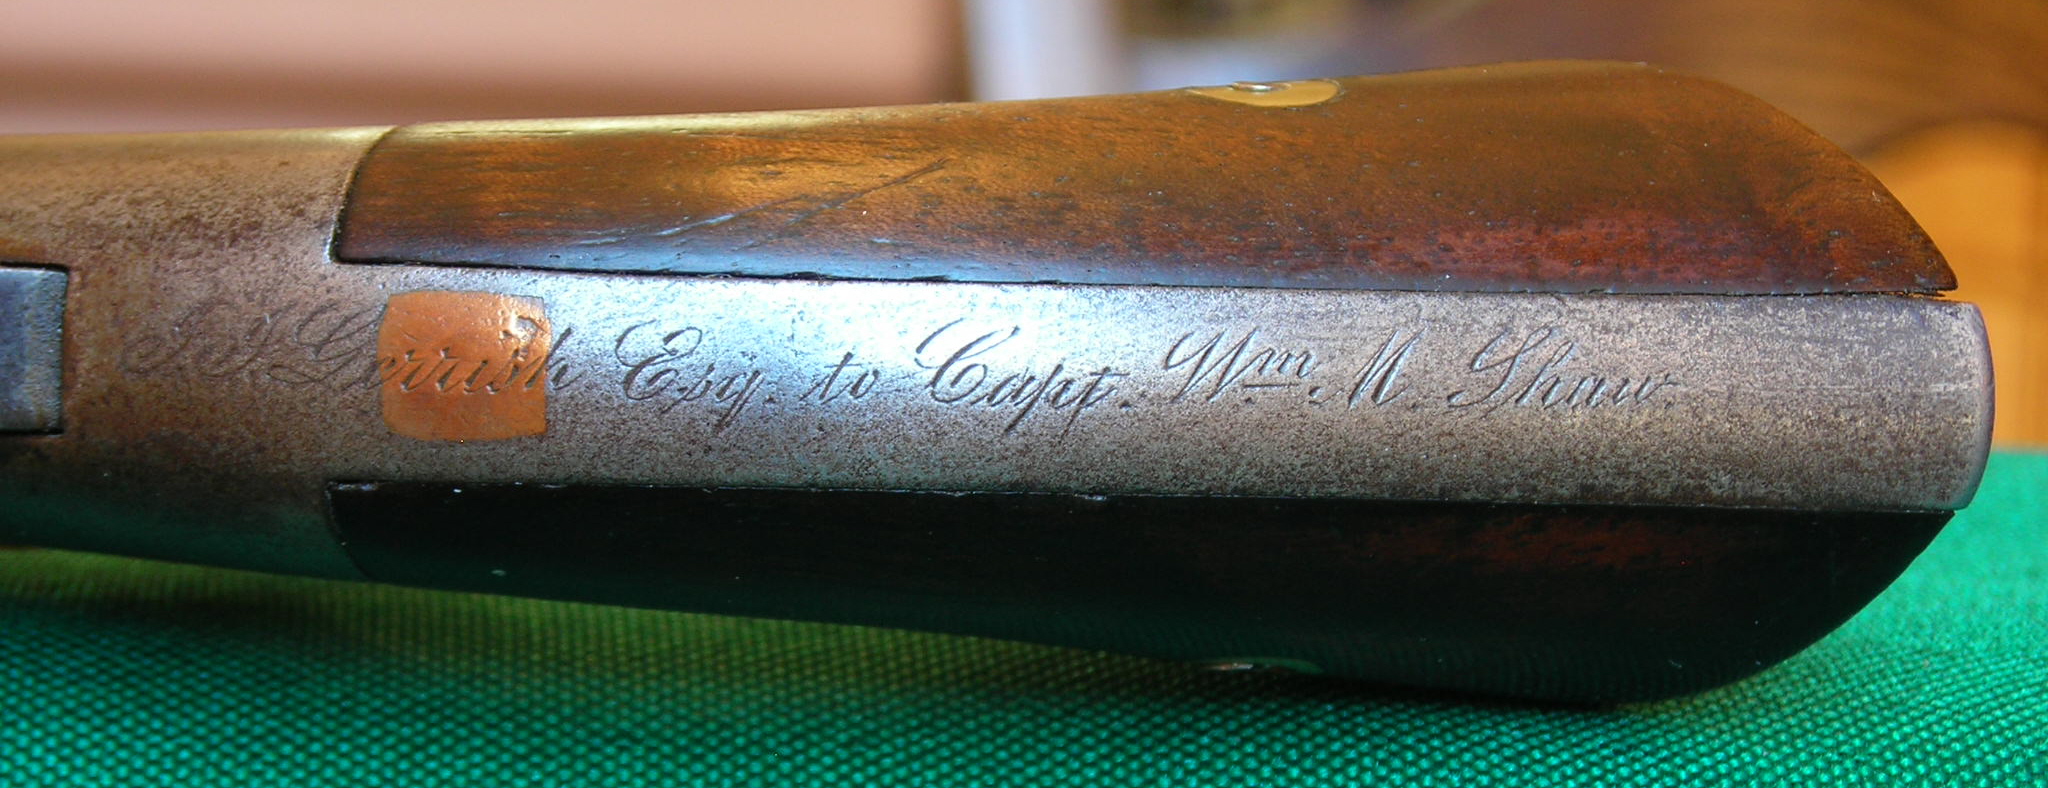 Gerrish Esq. to Capt. Wm. M. Shaw.